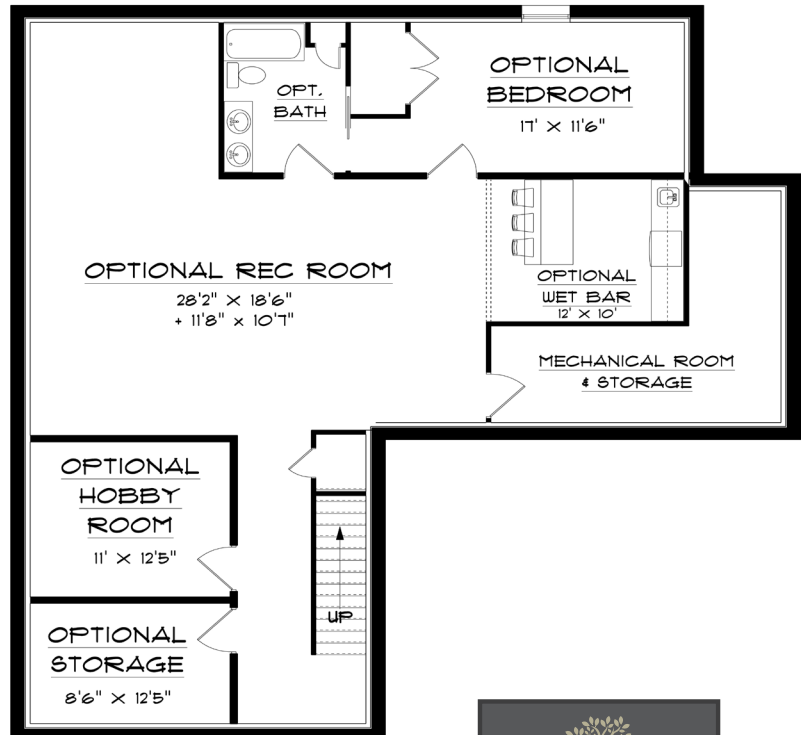 OPTIONAL
BEDROOM
17' X 11'6"
OPT.
BATH
OPTIONAL REC ROOM
28'2" X 18'6"
+ 11'8" x 10'7"
OPTIONAL
WET BAR
12' X 10'
MECHANICAL ROOM
& STORAGE
OPTIONAL
HOBBY
ROOM
11' X 12'5"
UP
OPTIONAL
STORAGE
8'6" X 12'5"